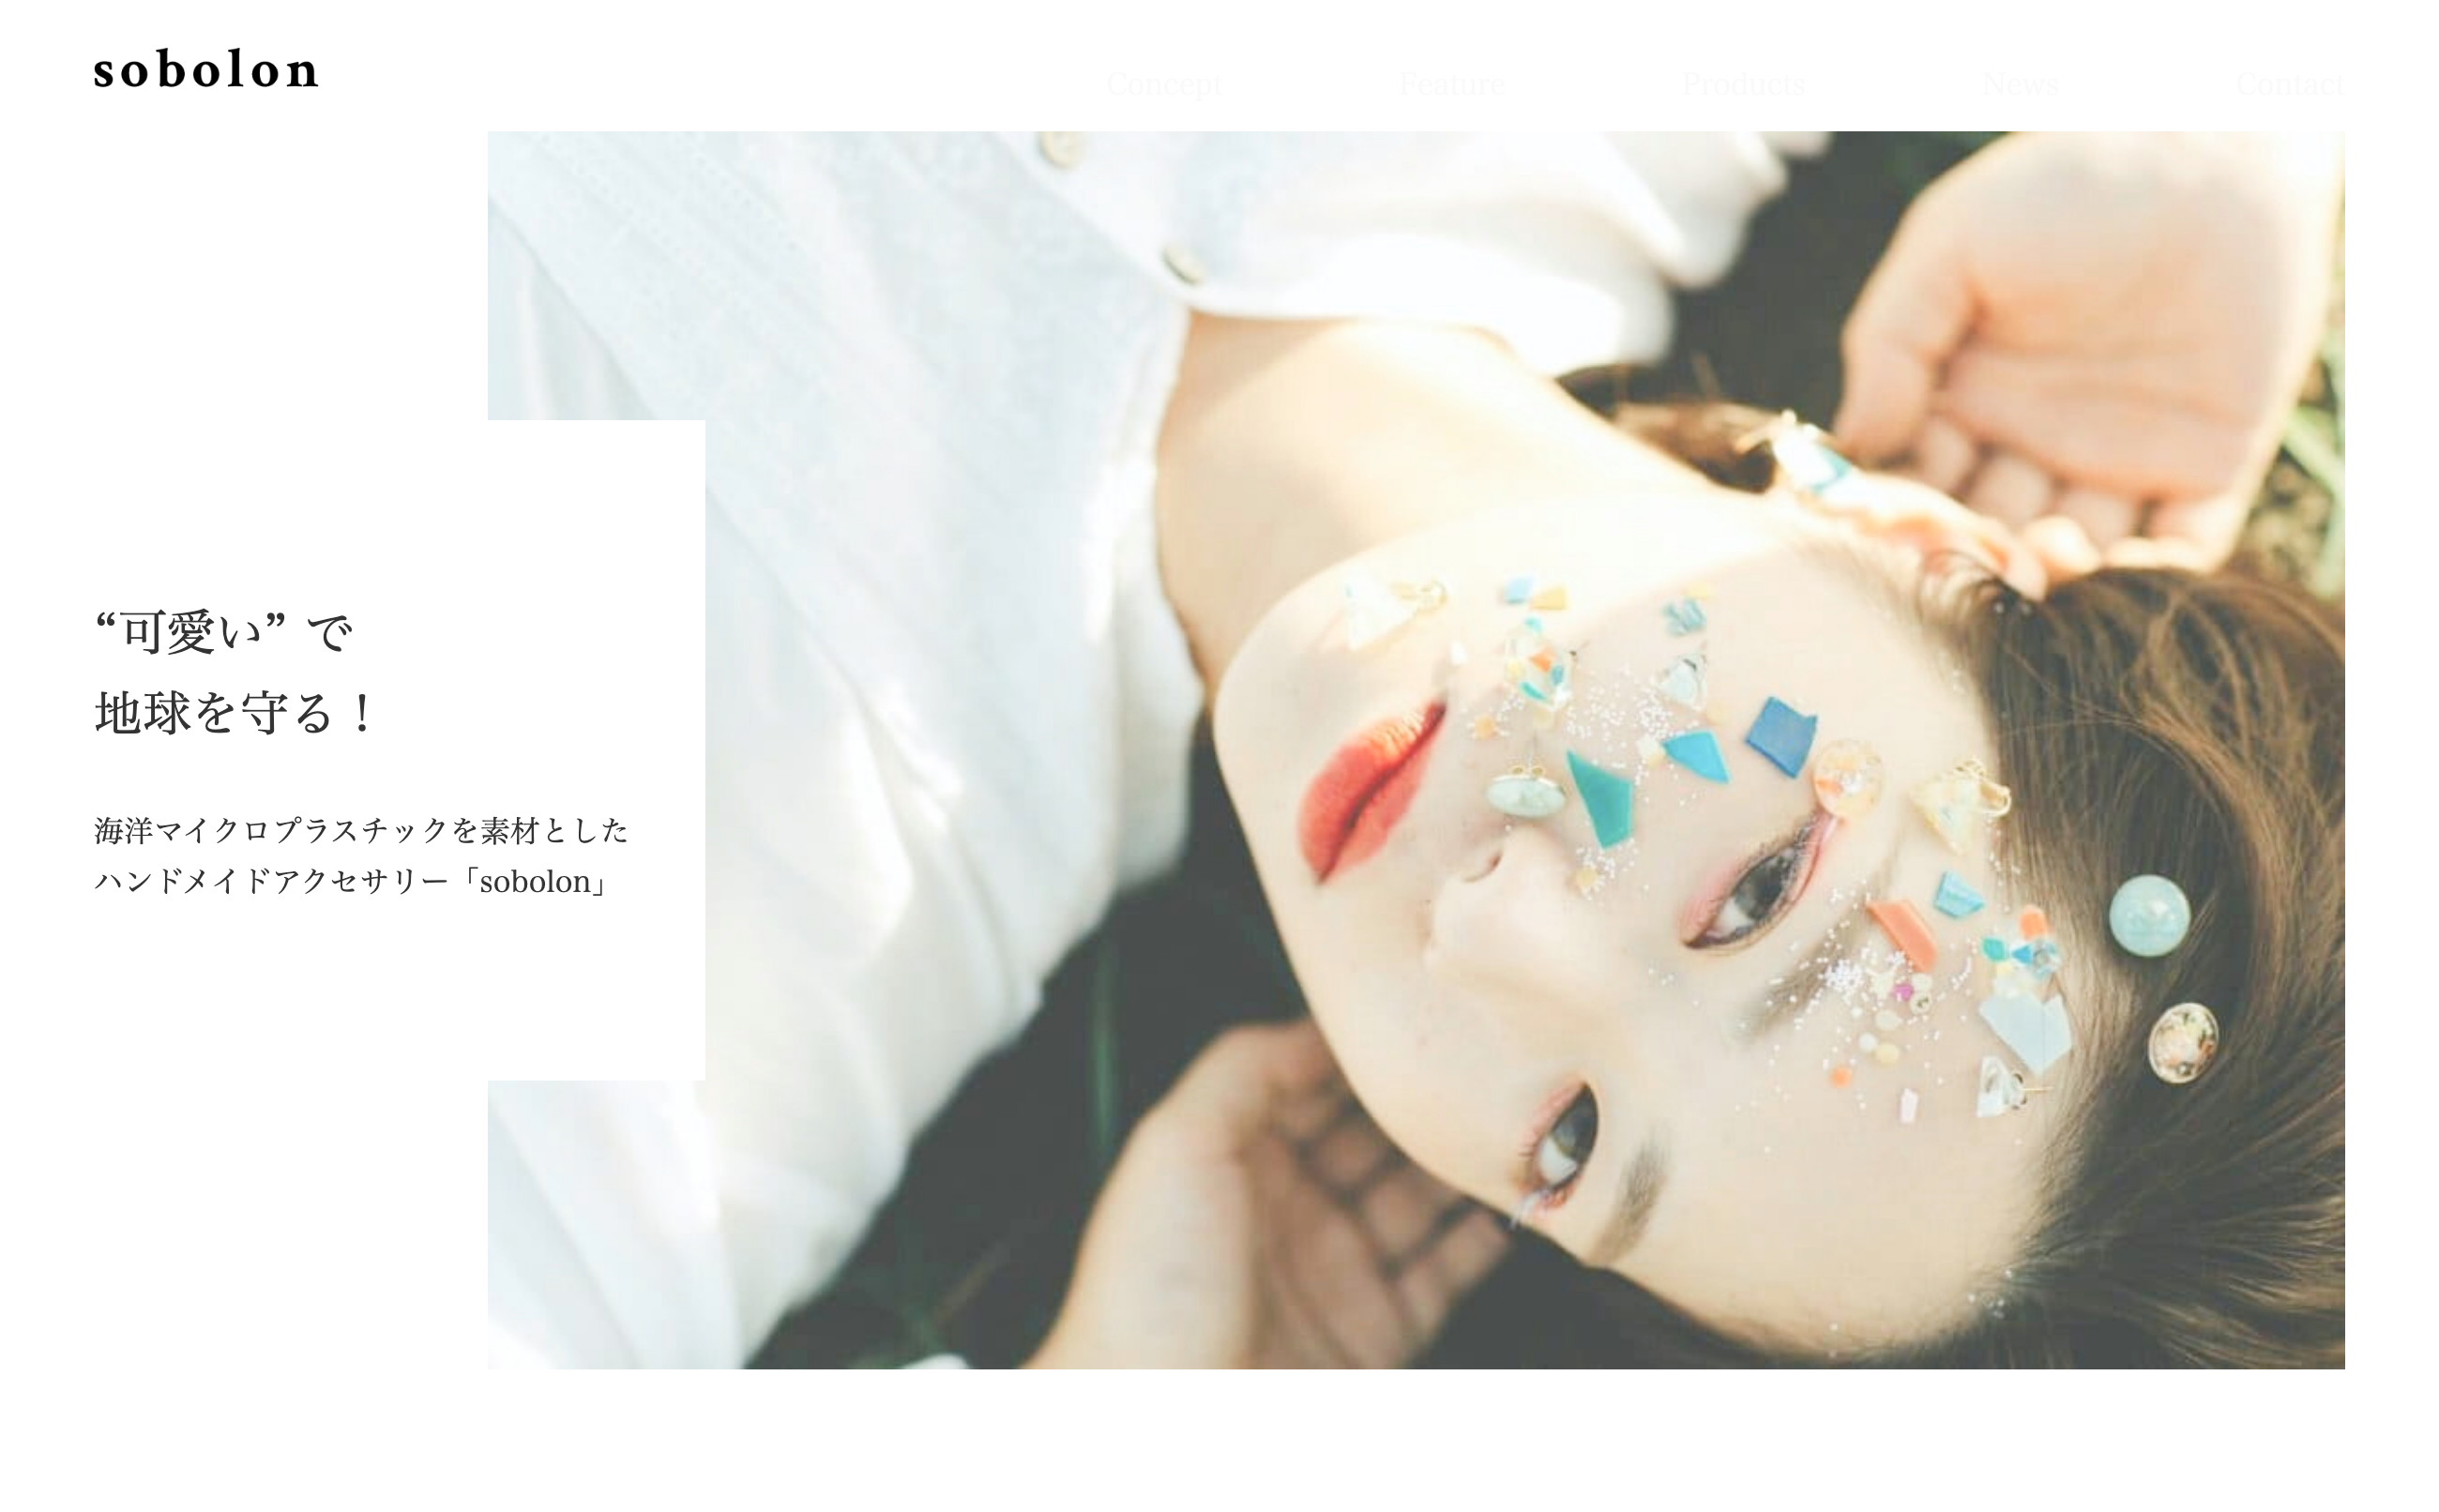 sobolon
Concept Feature Products News Contact
“可愛い” で
地球を守る！
海洋マイクロプラスチックを素材とした
ハンドメイドアクセサリー「sobolon」